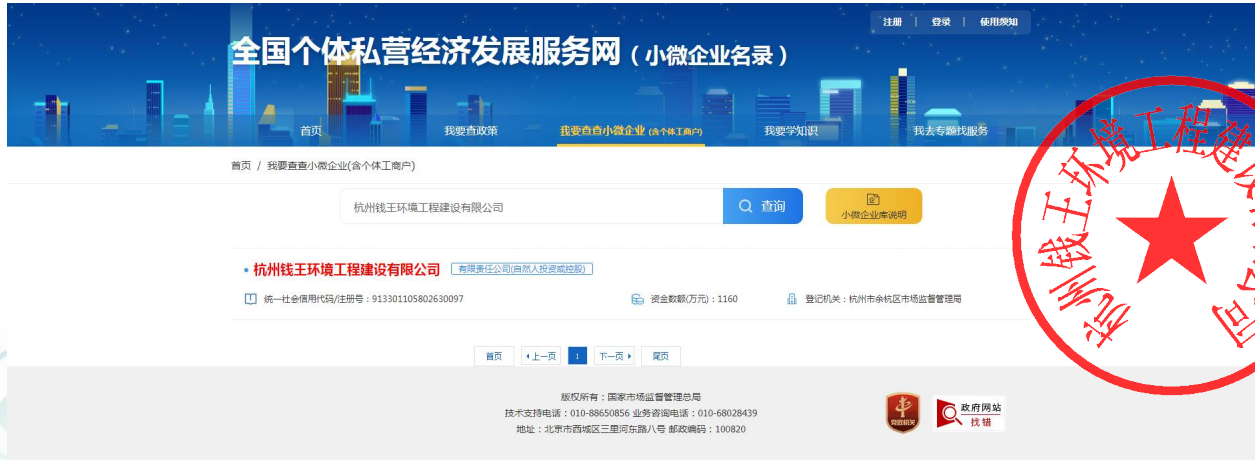 注册 | 登录 | 使用须知
全国个体私营经济发展服务网（小微企业名录）
首页 我要查政策 我要查查小微企业 (含个体工商户) 我要学知识 我去专题找服务
首页 / 我要查查小微企业(含个体工商户)
杭州钱王环境工程建设有限公司 查询 小微企业库说明
杭州钱王环境工程建设有限公司 有限责任公司(自然人投资或控股)
统一社会信用代码/注册号：913301105802630097 资金数额(万元)：1160 登记机关：杭州市余杭区市场监督管理局
首页 上一页 1 下一页 尾页
版权所有：国家市场监督管理总局
技术支持电话：010-88650856 业务咨询电话：010-68028439
地址：北京市西城区三里河东路八号 邮政编码：100820
党政机关
政府网站
找错
杭州钱王环境工程建设
司